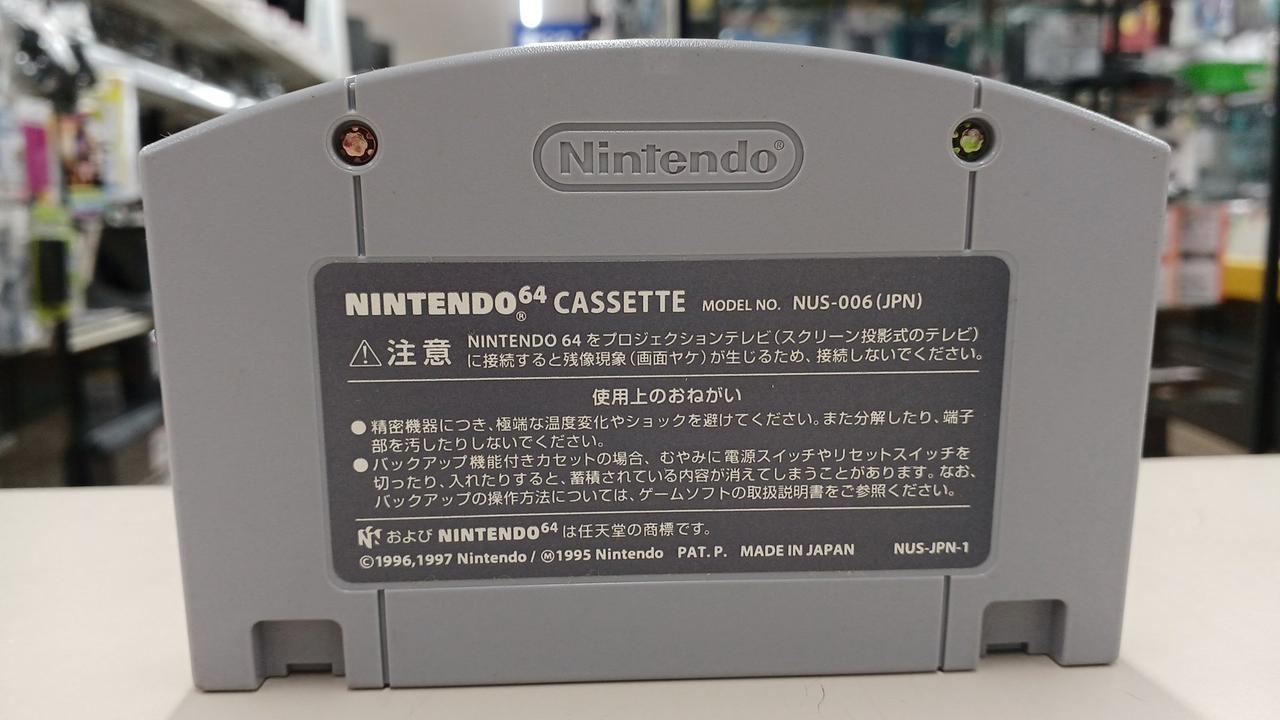 Nintendo®
NINTENDO®64 CASSETTE MODEL NO. NUS-006(JPN)
⚠注意 NINTENDO 64 をプロジェクションテレビ(スクリーン投影式のテレビ)
に接続すると残像現象(画面ヤケ)が生じるため、接続しないでください。
使用上のおねがい
●精密機器につき、極端な温度変化やショックを避けてください。また分解したり、端子
部を汚したりしないでください。
●バックアップ機能付きカセットの場合、むやみに電源スイッチやリセットスイッチを
切ったり、入れたりすると、蓄積されている内容が消えてしまうことがあります。なお、
バックアップの操作方法については、ゲームソフトの取扱説明書をご参照ください。
および NINTENDO64 は任天堂の商標です。
©1996,1997 Nintendo / Ⓜ1995 Nintendo PAT. P. MADE IN JAPAN NUS-JPN-1